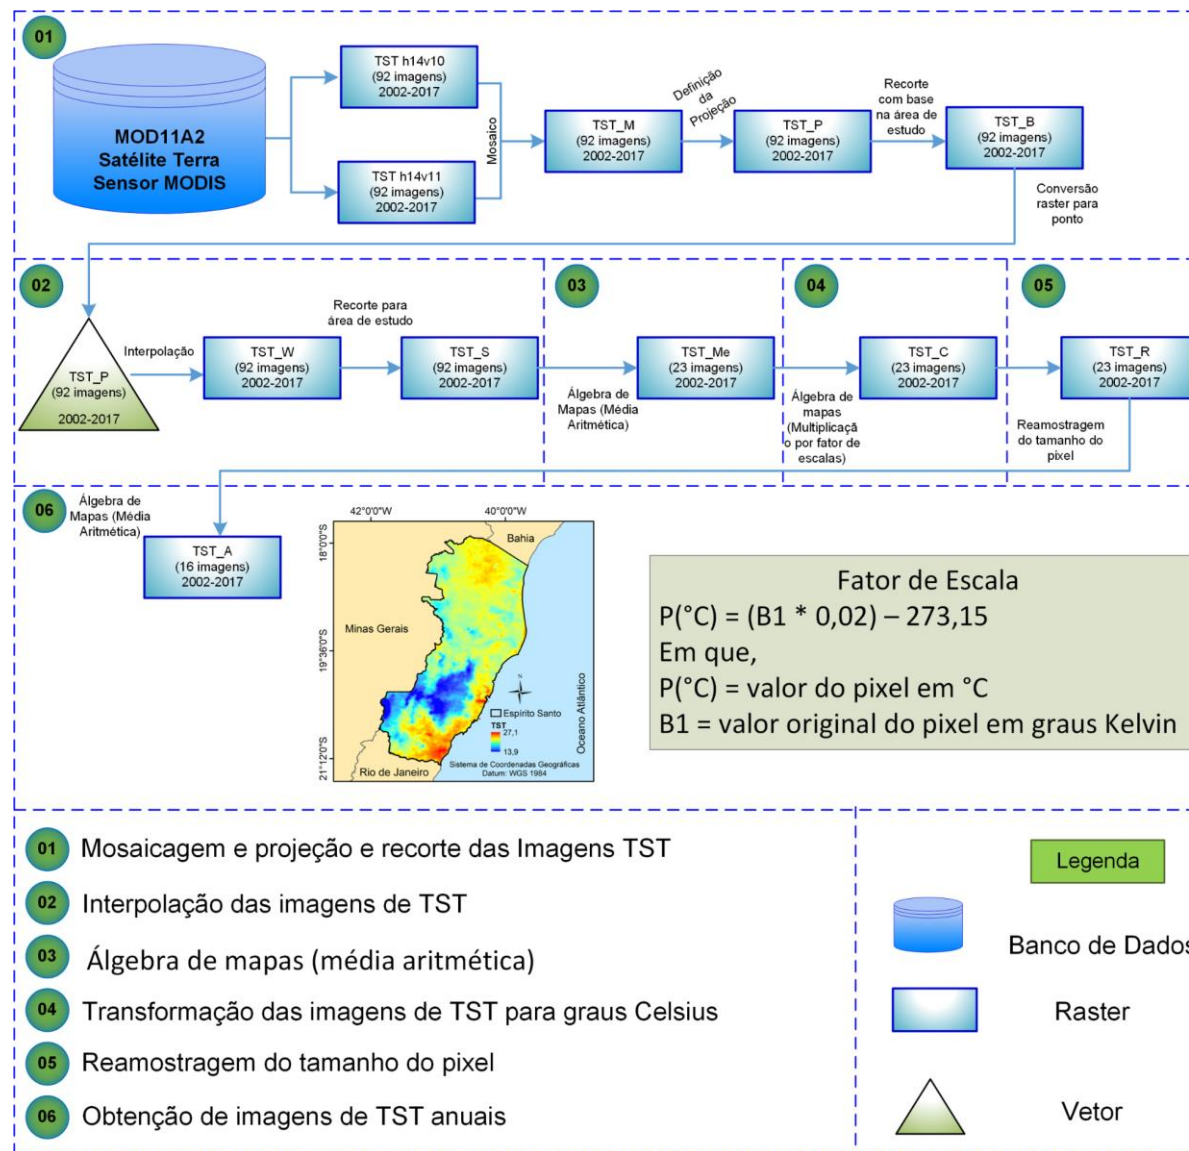 01
MOD11A2
Satélite Terra
Sensor MODIS
TST h14v10
(92 imagens)
2002-2017
TST h14v11
(92 imagens)
2002-2017
Mosaico
TST_M
(92 imagens)
2002-2017
Definição
da
Projeção
TST_P
(92 imagens)
2002-2017
Recorte
com base
na área de
estudo
TST_B
(92 imagens)
2002-2017
Conversão
raster para
ponto
02
TST_P
(92 imagens)
2002-2017
Interpolação
TST_W
(92 imagens)
2002-2017
Recorte para
área de estudo
TST_S
(92 imagens)
2002-2017
03
Álgebra de
Mapas (Média
Aritmética)
TST_Me
(23 imagens)
2002-2017
04
Álgebra de
mapas
(Multiplicaçã
o por fator de
escalas)
TST_C
(23 imagens)
2002-2017
05
Reamostragem
do tamanho do
pixel
TST_R
(23 imagens)
2002-2017
06
Álgebra de
Mapas (Média
Aritmética)
TST_A
(16 imagens)
2002-2017
42°0'0"S
40°0'0"S
18°0'0"S
19°36'0"S
21°12'0"S
Bahia
Minas Gerais
Rio de Janeiro
Oceano Atlântico
N
Espírito Santo
TST
27,1
13,9
Sistema de Coordenadas Geográficas
Datum: WGS 1984
Fator de Escala
P(°C) = (B1 * 0,02) – 273,15
Em que,
P(°C) = valor do pixel em °C
B1 = valor original do pixel em graus Kelvin
01 Mosaicagem e projeção e recorte das Imagens TST
02 Interpolação das imagens de TST
03 Álgebra de mapas (média aritmética)
04 Transformação das imagens de TST para graus Celsius
05 Reamostragem do tamanho do pixel
06 Obtenção de imagens de TST anuais
Legenda
Banco de Dados
Raster
Vetor